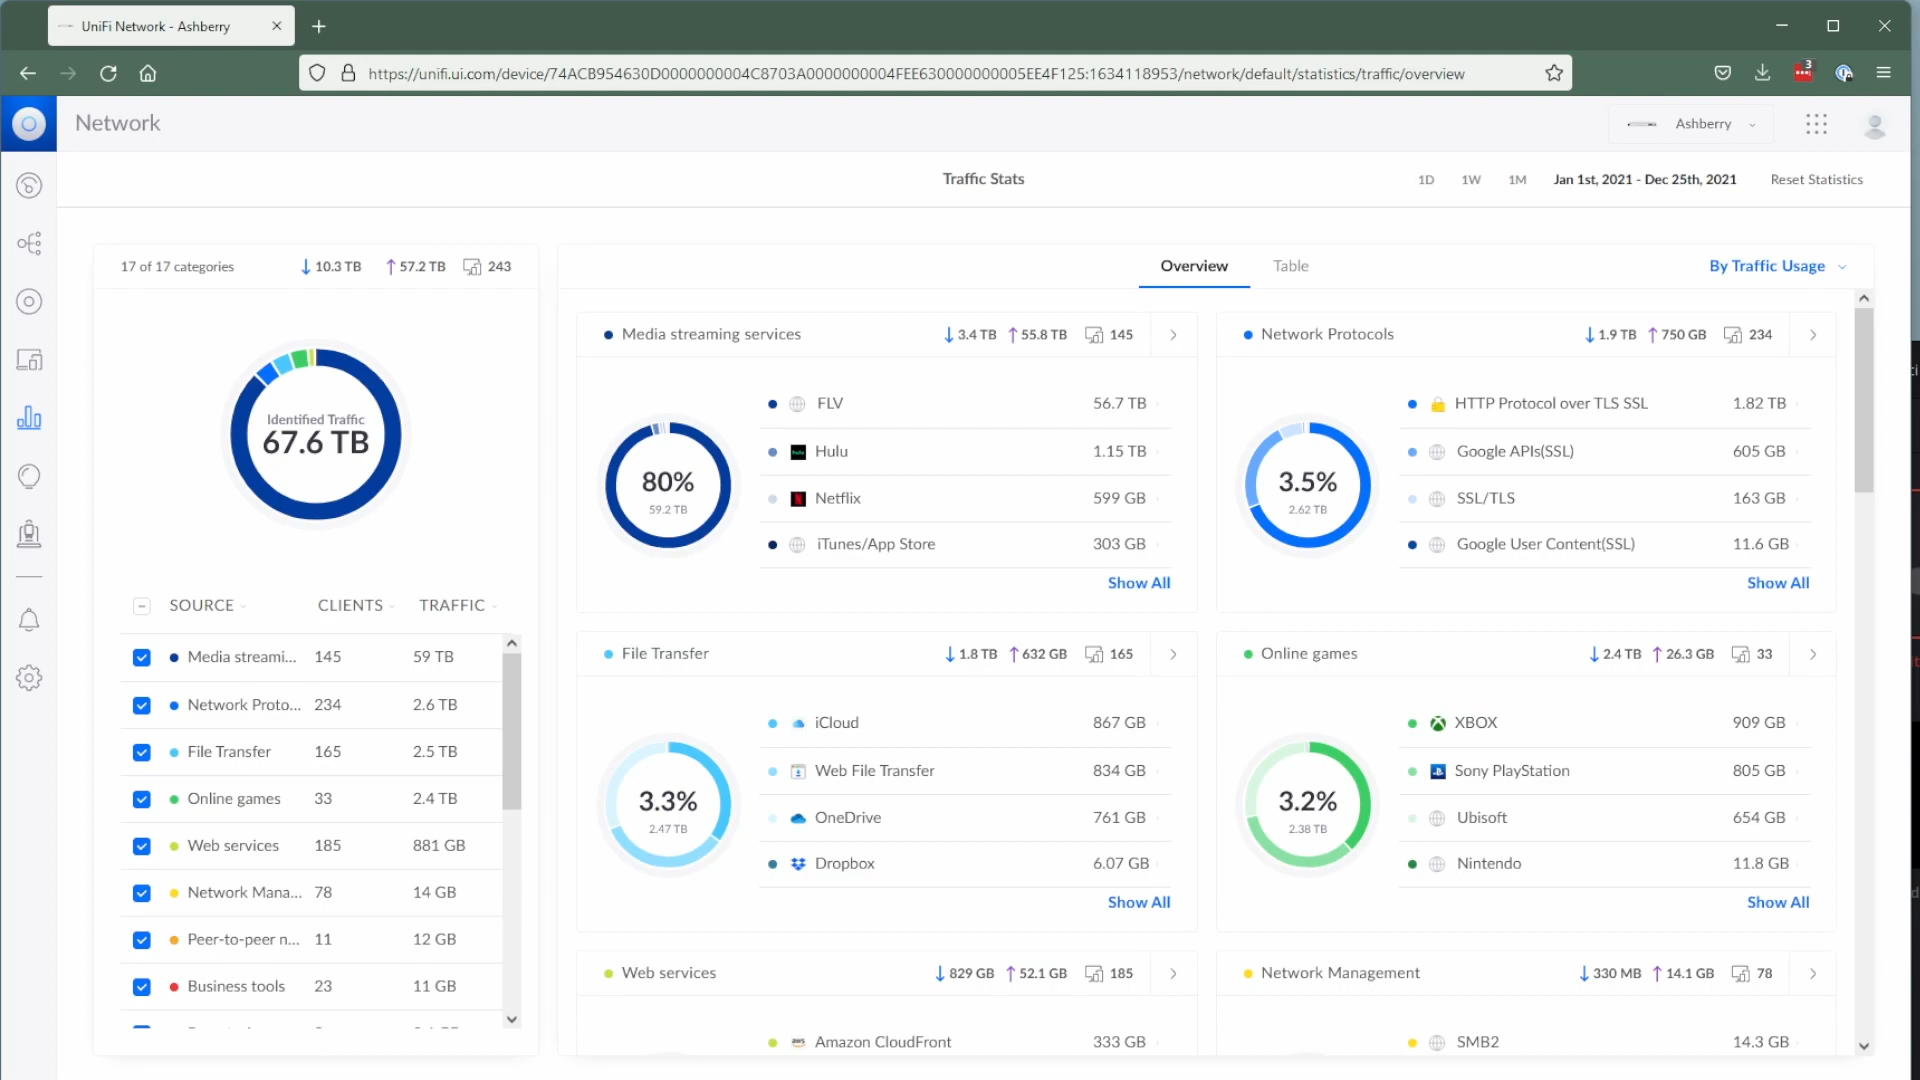 UniFi Network - Ashberry
https://unifi.ui.com/device/74ACB954630D0000000004C8703A0000000004FEE630000000005EE4F125:1634118953/network/default/statistics/traffic/overview
3
Network
Ashberry
Traffic Stats
1D 1W 1M Jan 1st, 2021 - Dec 25th, 2021 Reset Statistics
17 of 17 categories 10.3 TB 57.2 TB 243
Identified Traffic
67.6 TB
SOURCE CLIENTS TRAFFIC
Media streami... 145 59 TB
Network Proto... 234 2.6 TB
File Transfer 165 2.5 TB
Online games 33 2.4 TB
Web services 185 881 GB
Network Mana... 78 14 GB
Peer-to-peer n... 11 12 GB
Business tools 23 11 GB
Overview Table By Traffic Usage
Media streaming services 3.4 TB 55.8 TB 145
80%
59.2 TB
FLV 56.7 TB
hulu Hulu 1.15 TB
Netflix 599 GB
iTunes/App Store 303 GB
Show All
Network Protocols 1.9 TB 750 GB 234
3.5%
2.62 TB
HTTP Protocol over TLS SSL 1.82 TB
Google APIs(SSL) 605 GB
SSL/TLS 163 GB
Google User Content(SSL) 11.6 GB
Show All
File Transfer 1.8 TB 632 GB 165
3.3%
2.47 TB
iCloud 867 GB
Web File Transfer 834 GB
OneDrive 761 GB
Dropbox 6.07 GB
Show All
Online games 2.4 TB 26.3 GB 33
3.2%
2.38 TB
XBOX 909 GB
Sony PlayStation 805 GB
Ubisoft 654 GB
Nintendo 11.8 GB
Show All
Web services 829 GB 52.1 GB 185
aws Amazon CloudFront 333 GB
Network Management 330 MB 14.1 GB 78
SMB2 14.3 GB